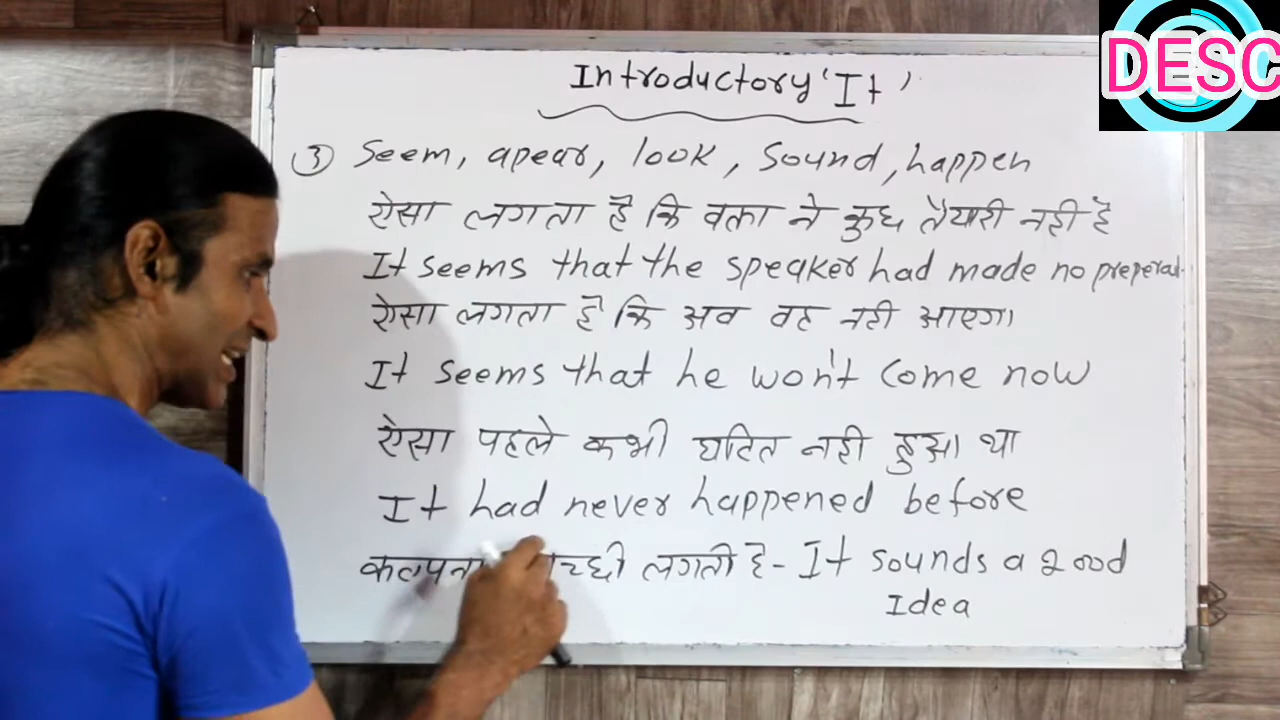 DESC
Introductory 'It'
③ Seem, apear, look, Sound, happen
ऐसा लगता है कि वक्ता ने कुछ तैयारी नही है
It seems that the speaker had made no preperat-
ऐसा लगता है कि अब वह नही आएगा
It seems that he won't come now
ऐसा पहले कभी घटित नही हुआ था
It had never happened before
लगती है - It sounds a good
Idea